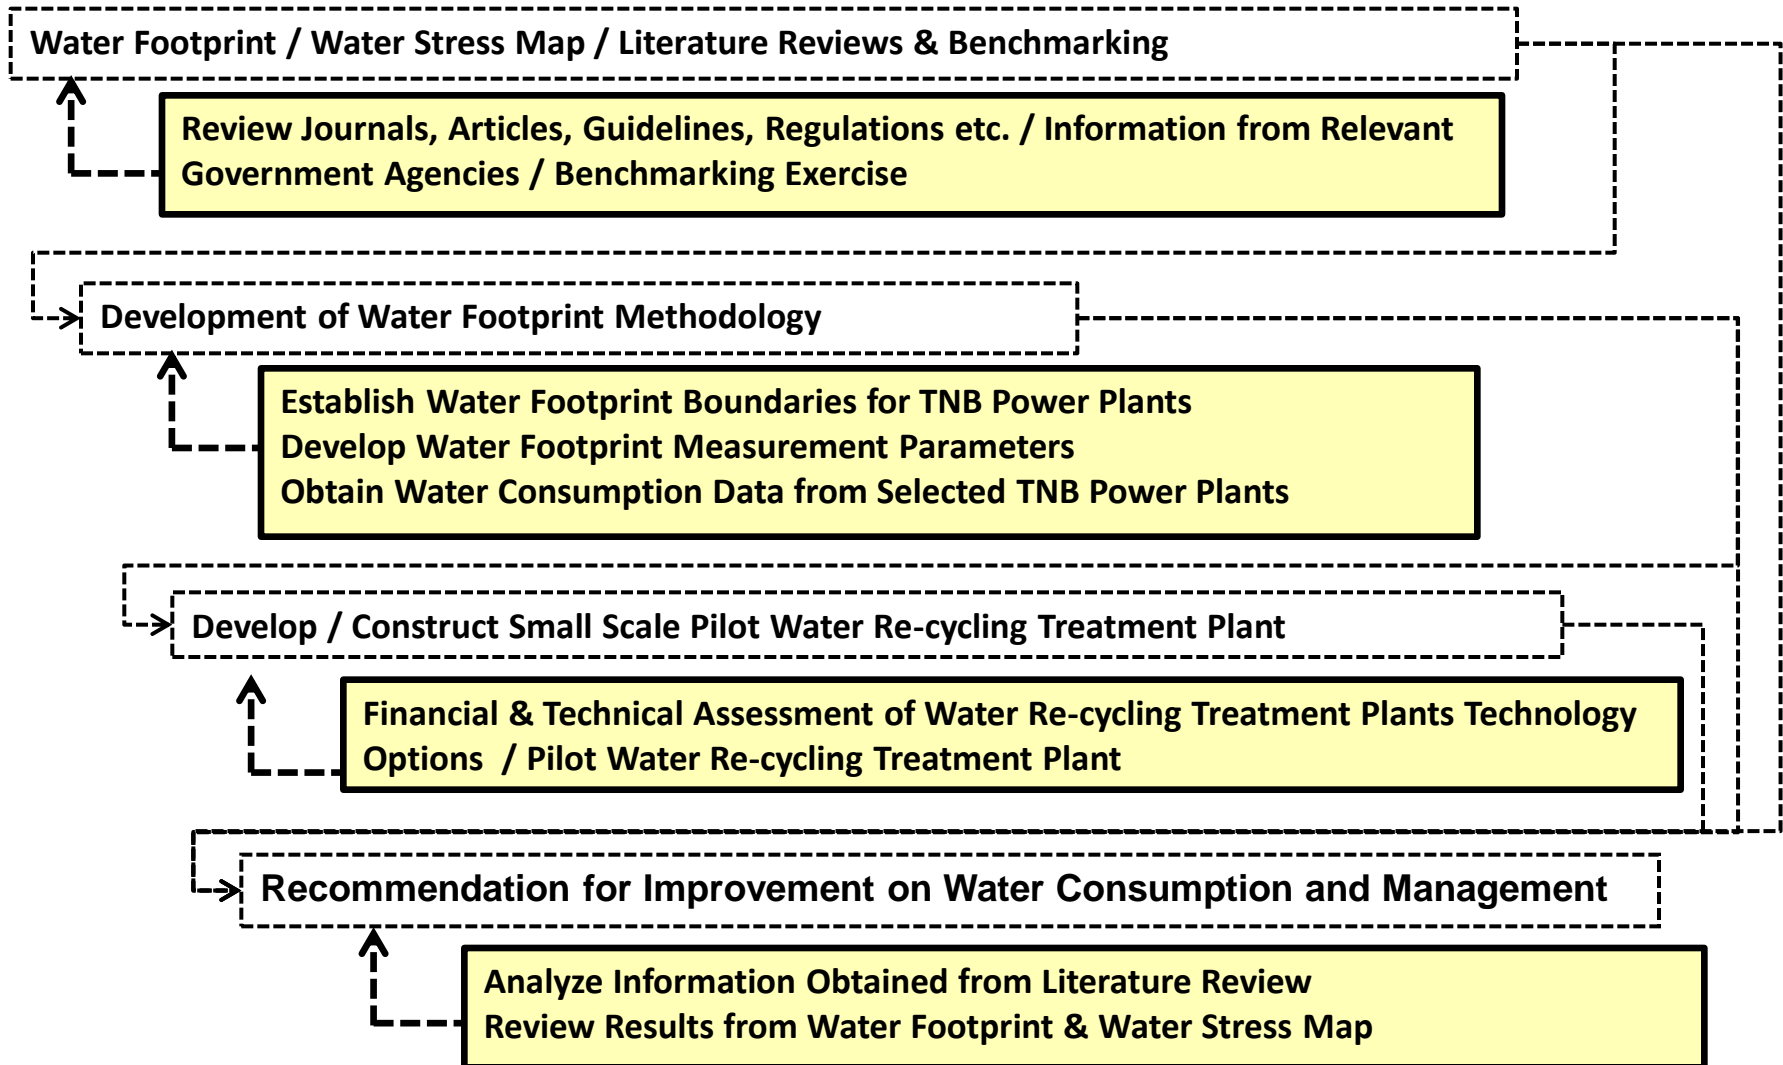 Water Footprint / Water Stress Map / Literature Reviews & Benchmarking
Review Journals, Articles, Guidelines, Regulations etc. / Information from Relevant
Government Agencies / Benchmarking Exercise
Development of Water Footprint Methodology
Establish Water Footprint Boundaries for TNB Power Plants
Develop Water Footprint Measurement Parameters
Obtain Water Consumption Data from Selected TNB Power Plants
Develop / Construct Small Scale Pilot Water Re-cycling Treatment Plant
Financial & Technical Assessment of Water Re-cycling Treatment Plants Technology
Options / Pilot Water Re-cycling Treatment Plant
Recommendation for Improvement on Water Consumption and Management
Analyze Information Obtained from Literature Review
Review Results from Water Footprint & Water Stress Map